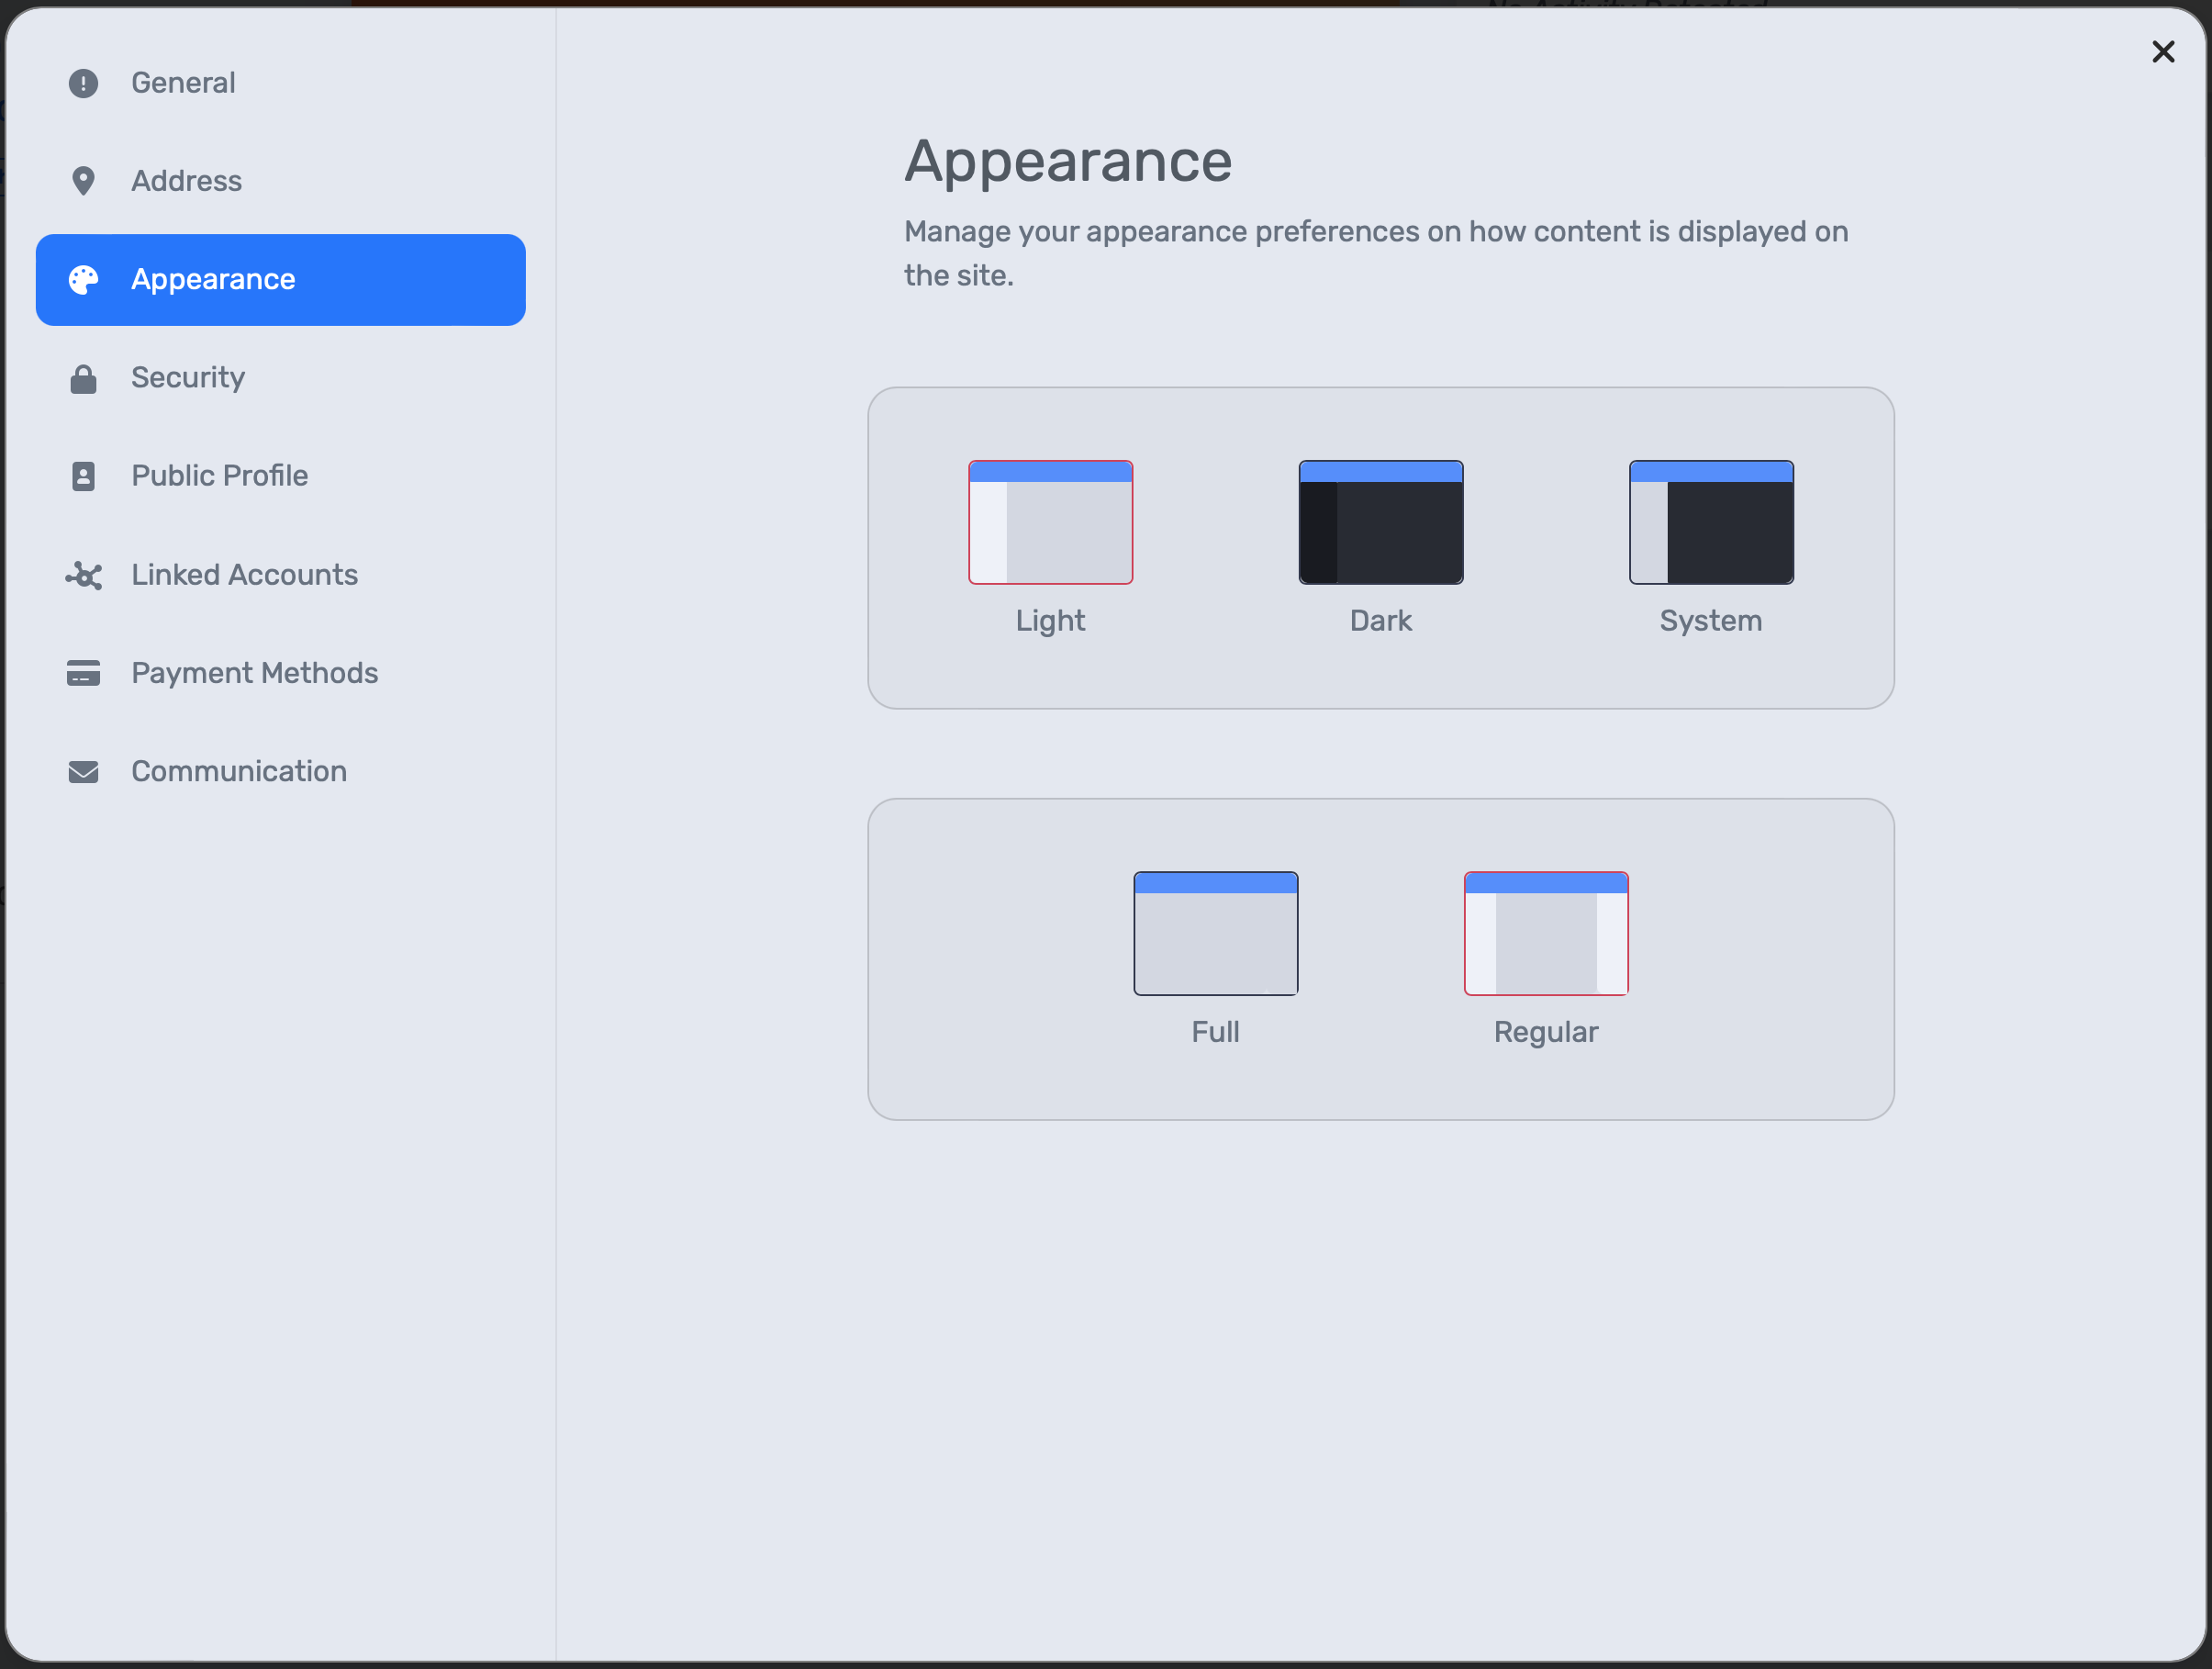 General
Address
Appearance
Security
Public Profile
Linked Accounts
Payment Methods
Communication
Appearance
Manage your appearance preferences on how content is displayed on
the site.
Light
Dark
System
Full
Regular